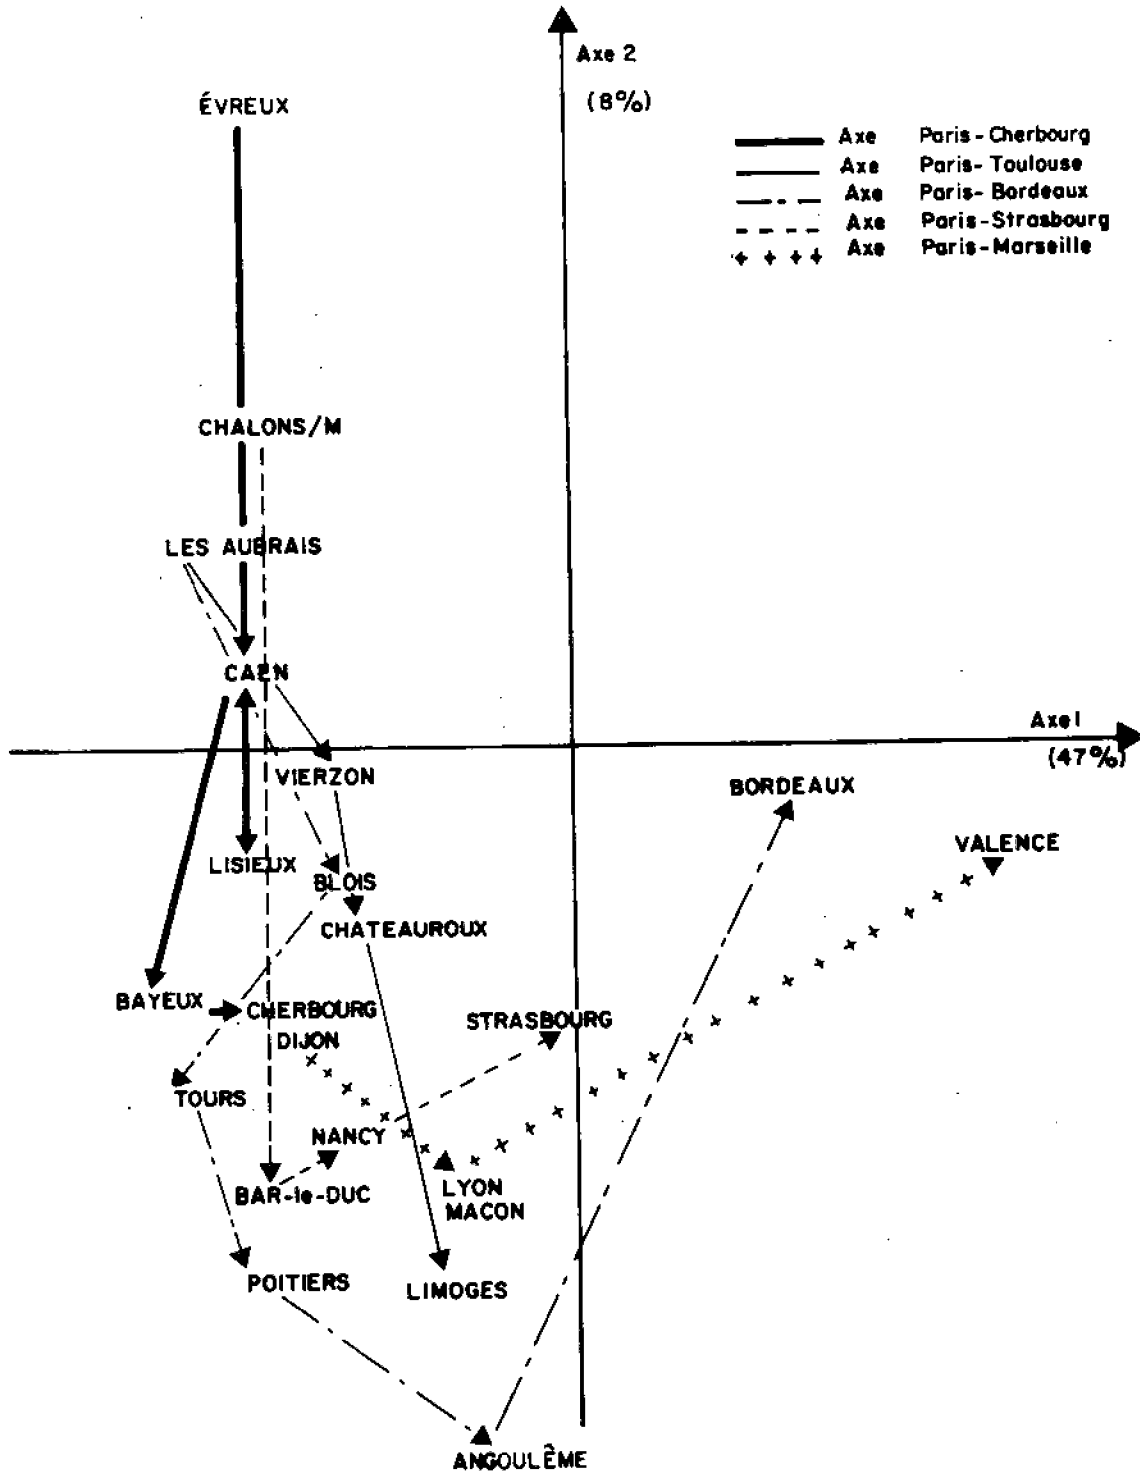 Axe 2
(8%)
ÉVREUX
Axe Paris-Cherbourg
Axe Paris-Toulouse
Axe Paris-Bordeaux
Axe Paris-Strasbourg
Axe Paris-Marseille
CHALONS/M
LES AUBRAIS
CAEN
Axe 1
(47%)
VIERZON
BORDEAUX
VALENCE
LISIEUX
BLOIS
CHATEAUROUX
BAYEUX
CHERBOURG
STRASBOURG
DIJON
TOURS
NANCY
BAR-le-DUC
LYON
MACON
POITIERS
LIMOGES
ANGOULÊME